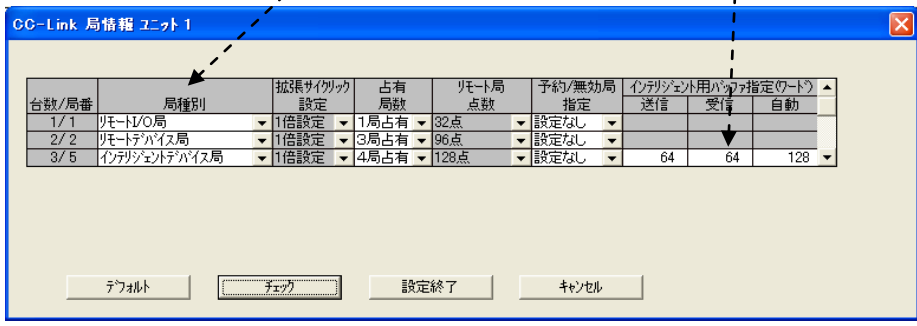 CC-Link 局情報 ユニット 1
拡張サイクリック 占有 リモート局 予約/無効局 インテリジェント用バッファ指定(ワード)
台数/局番 局種別 設定 局数 点数 指定 送信 受信 自動
1/ 1 リモートI/O局 1倍設定 1局占有 32点 設定なし
2/ 2 リモートデバイス局 1倍設定 3局占有 96点 設定なし
3/ 5 インテリジェントデバイス局 1倍設定 4局占有 128点 設定なし 64 64 128
デフォルト チェック 設定終了 キャンセル